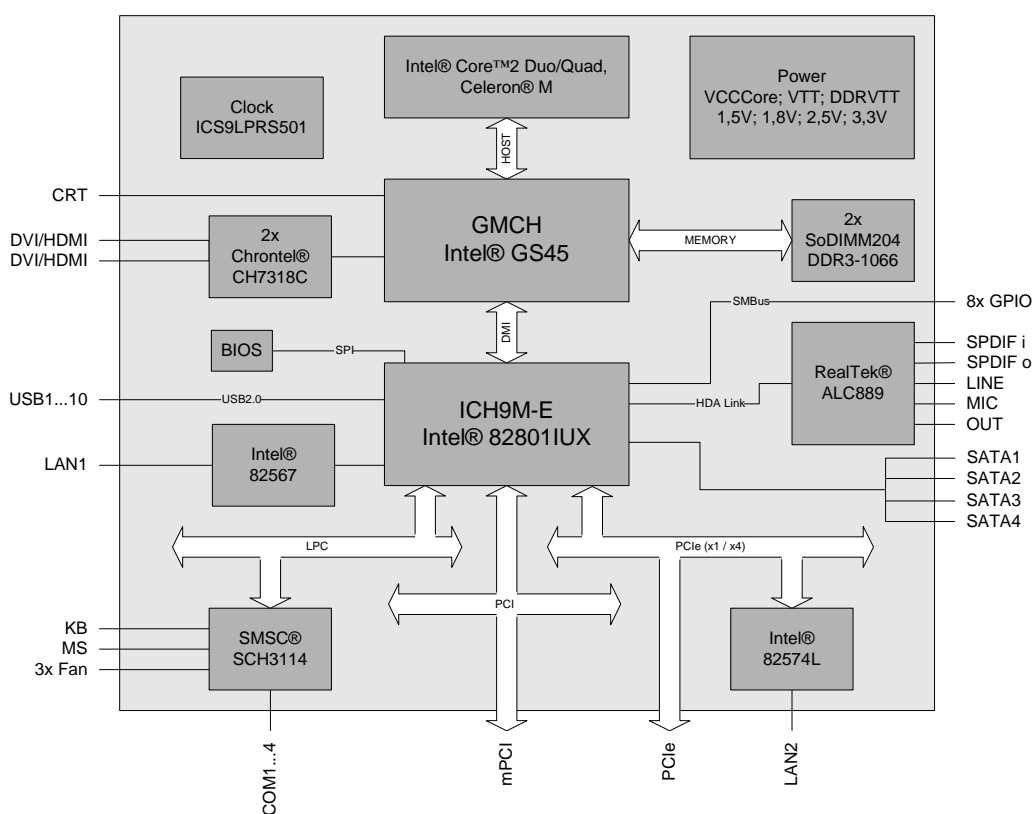 Intel® Core™2 Duo/Quad,
Celeron® M
Power
VCCCore; VTT; DDRVTT
1,5V; 1,8V; 2,5V; 3,3V
Clock
ICS9LPRS501
HOST
CRT
GMCH
Intel® GS45
DVI/HDMI
DVI/HDMI
2x
Chrontel®
CH7318C
MEMORY
2x
SoDIMM204
DDR3-1066
SMBus
8x GPIO
DMI
BIOS
SPI
RealTek®
ALC889
SPDIF i
SPDIF o
LINE
MIC
OUT
USB1...10
USB2.0
ICH9M-E
Intel® 82801IUX
HDA Link
LAN1
Intel®
82567
SATA1
SATA2
SATA3
SATA4
LPC
PCIe (x1 / x4)
PCI
KB
MS
3x Fan
SMSC®
SCH3114
Intel®
82574L
COM1...4
mPCI
PCIe
LAN2